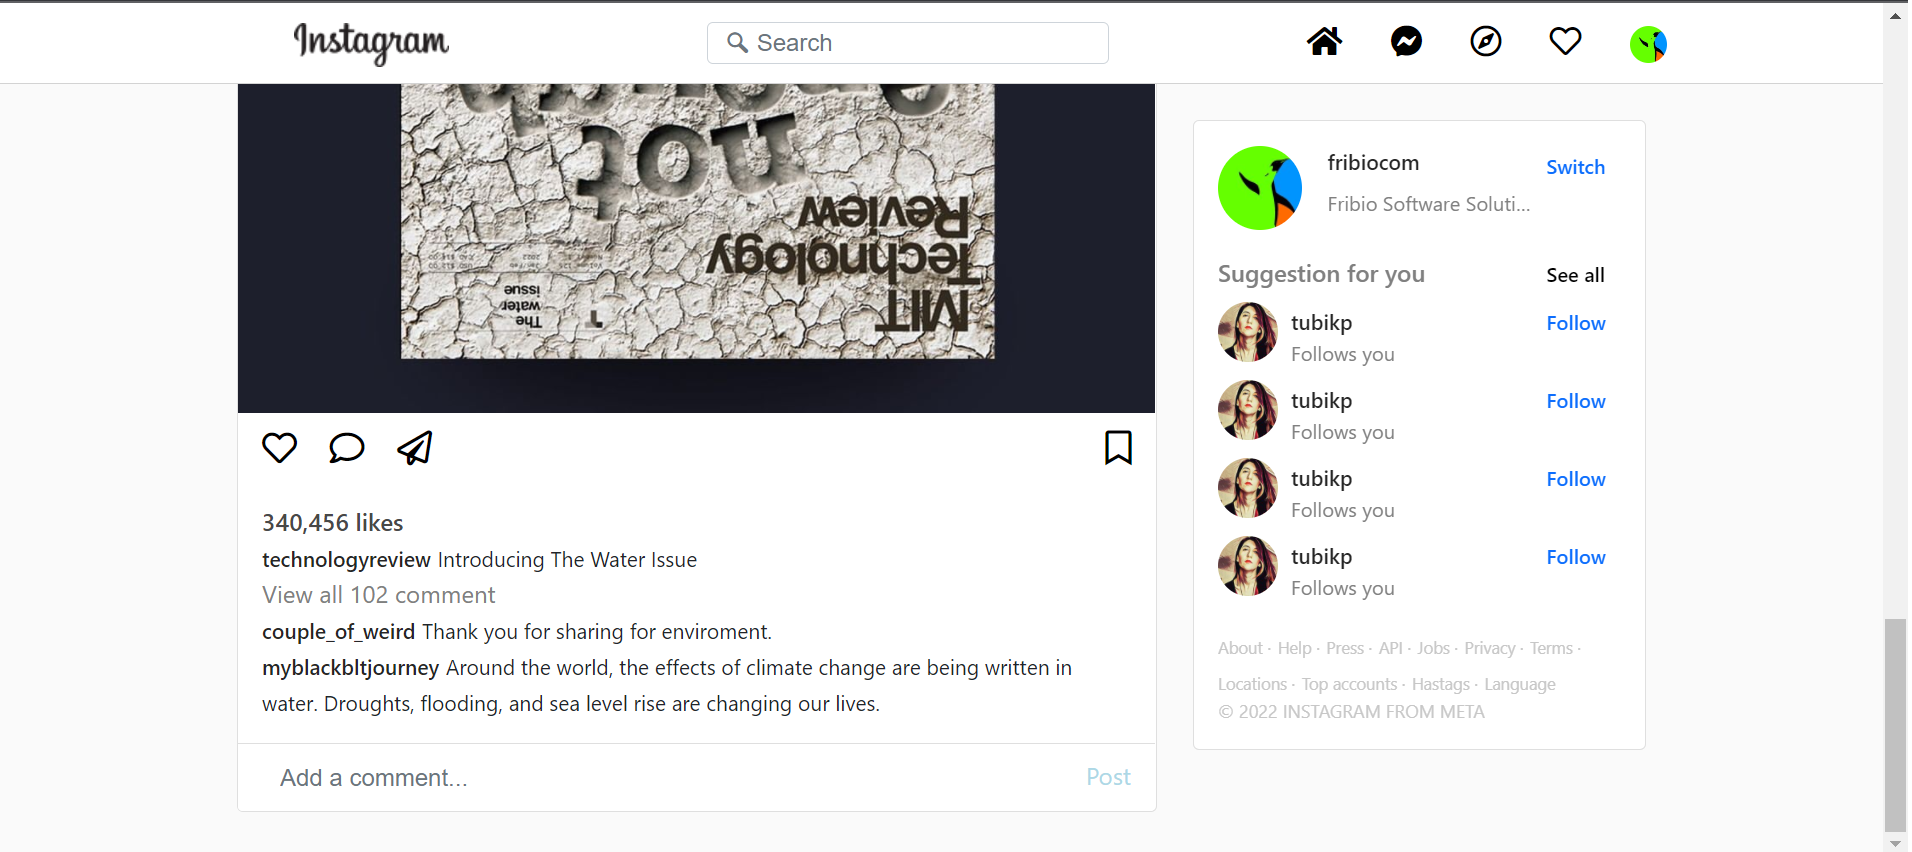 Instagram
Search
not
MIT
Technology
Review
The
water
issue
fribiocom
Switch
Fribio Software Soluti...
Suggestion for you
See all
tubikp
Follow
Follows you
tubikp
Follow
Follows you
tubikp
Follow
Follows you
tubikp
Follow
Follows you
About · Help · Press · API · Jobs · Privacy · Terms ·
Locations · Top accounts · Hastags · Language
© 2022 INSTAGRAM FROM META
340,456 likes
technologyreview Introducing The Water Issue
View all 102 comment
couple_of_weird Thank you for sharing for enviroment.
myblackbltjourney Around the world, the effects of climate change are being written in
water. Droughts, flooding, and sea level rise are changing our lives.
Add a comment...
Post